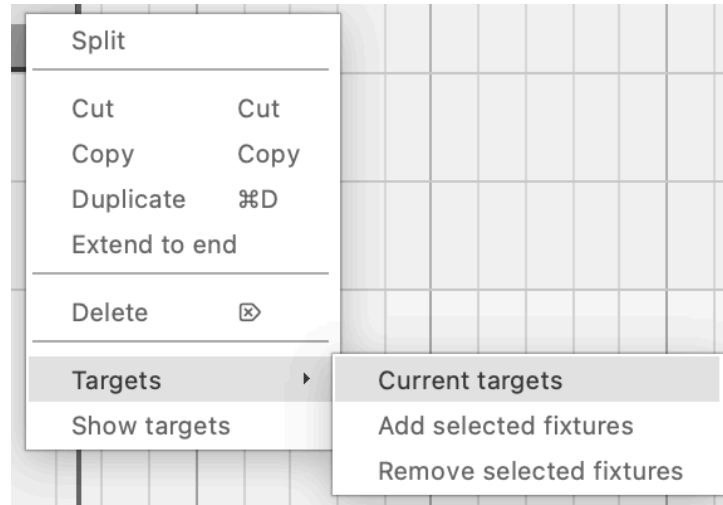 Split
Cut Cut
Copy Copy
Duplicate ⌘D
Extend to end
Delete ⌦
Targets
Show targets
Current targets
Add selected fixtures
Remove selected fixtures